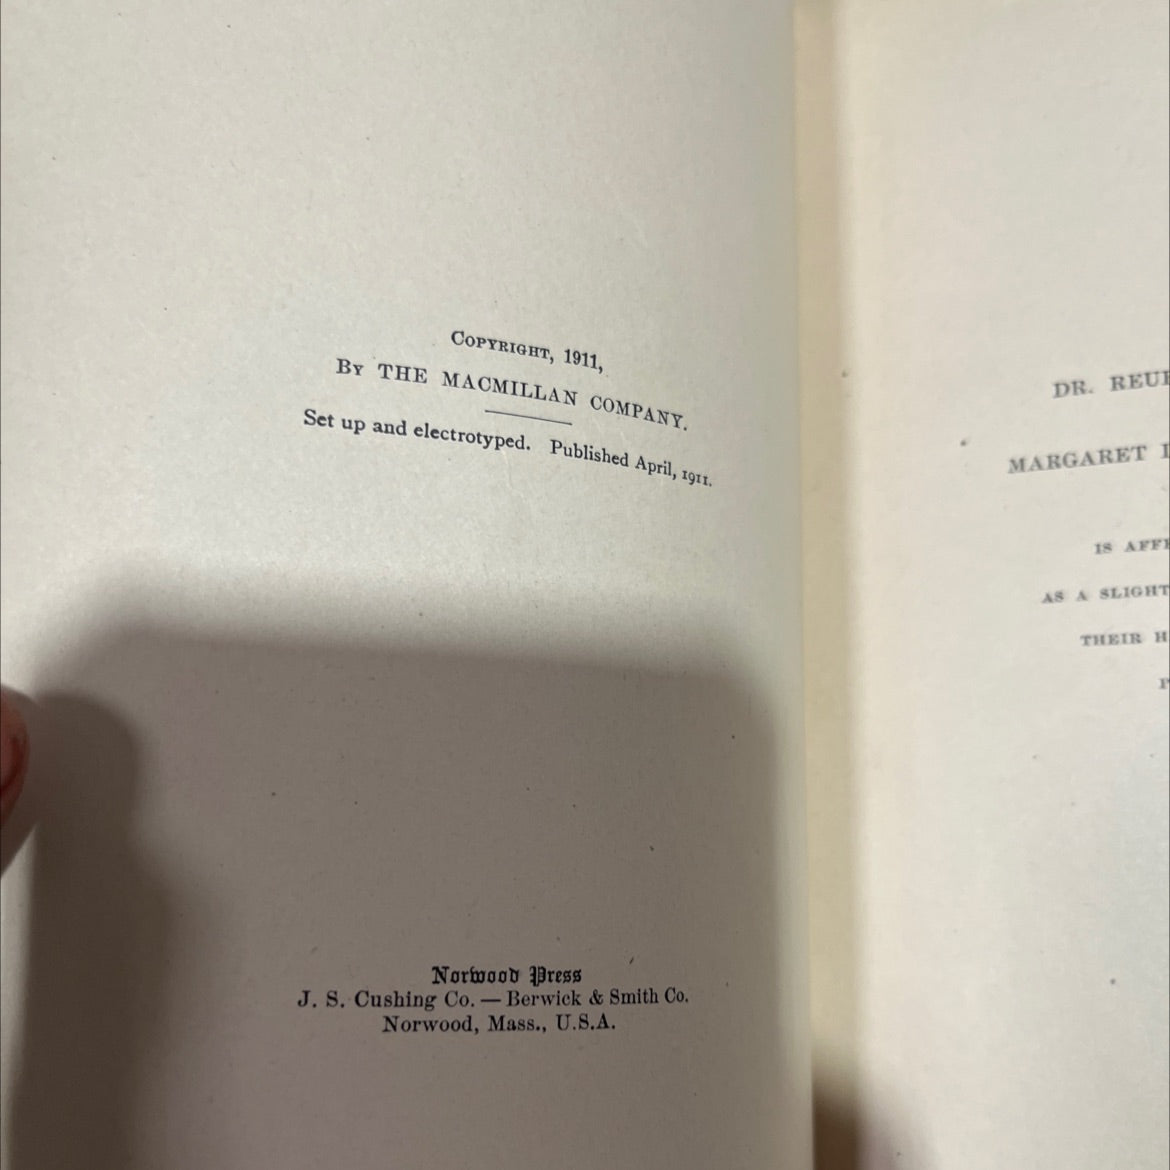 COPYRIGHT, 1911,
BY THE MACMILLAN COMPANY.
Set up and electrotyped. Published April, 1911.
Norwood Press
J. S. Cushing Co. — Berwick & Smith Co.
Norwood, Mass., U.S.A.
DR.
MARGARET
IS
AS A SLIGHT
THEIR